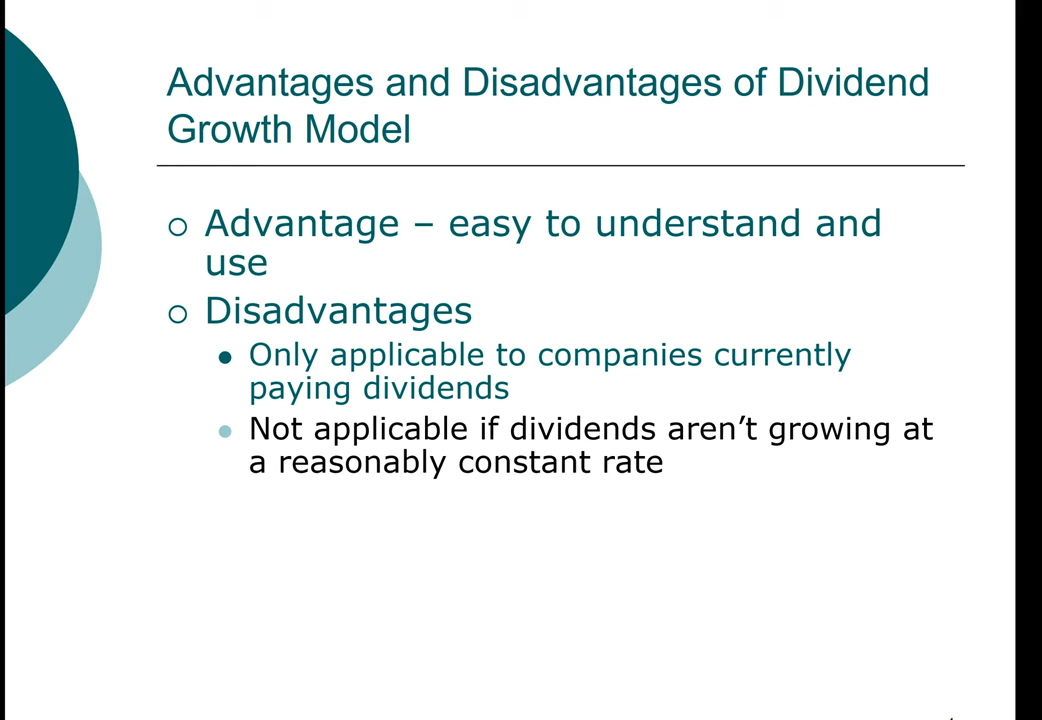 Advantages and Disadvantages of Dividend
Growth Model
Advantage – easy to understand and
use
Disadvantages
Only applicable to companies currently
paying dividends
Not applicable if dividends aren’t growing at
a reasonably constant rate